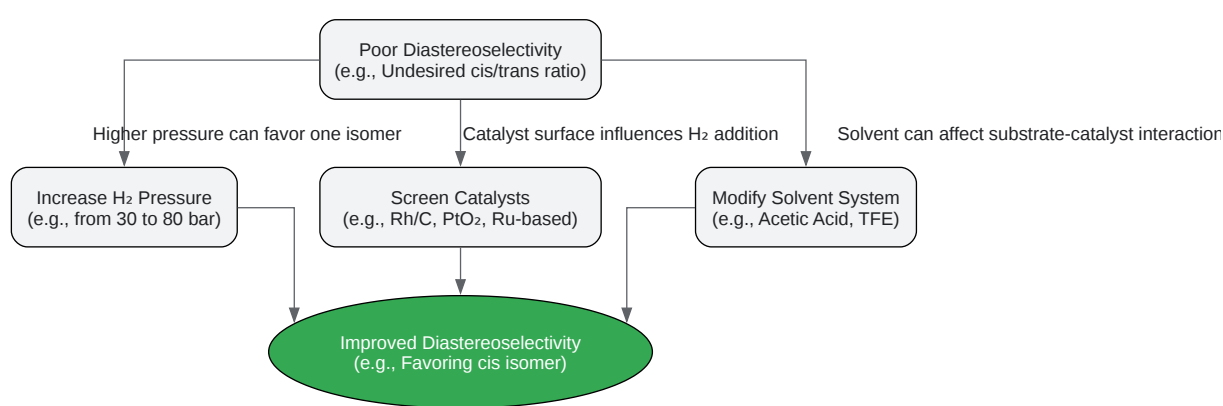 Poor Diastereoselectivity
(e.g., Undesired cis/trans ratio)
Higher pressure can favor one isomer
Catalyst surface influences H₂ addition
Solvent can affect substrate-catalyst interaction
Increase H₂ Pressure
(e.g., from 30 to 80 bar)
Screen Catalysts
(e.g., Rh/C, PtO₂, Ru-based)
Modify Solvent System
(e.g., Acetic Acid, TFE)
Improved Diastereoselectivity
(e.g., Favoring cis isomer)